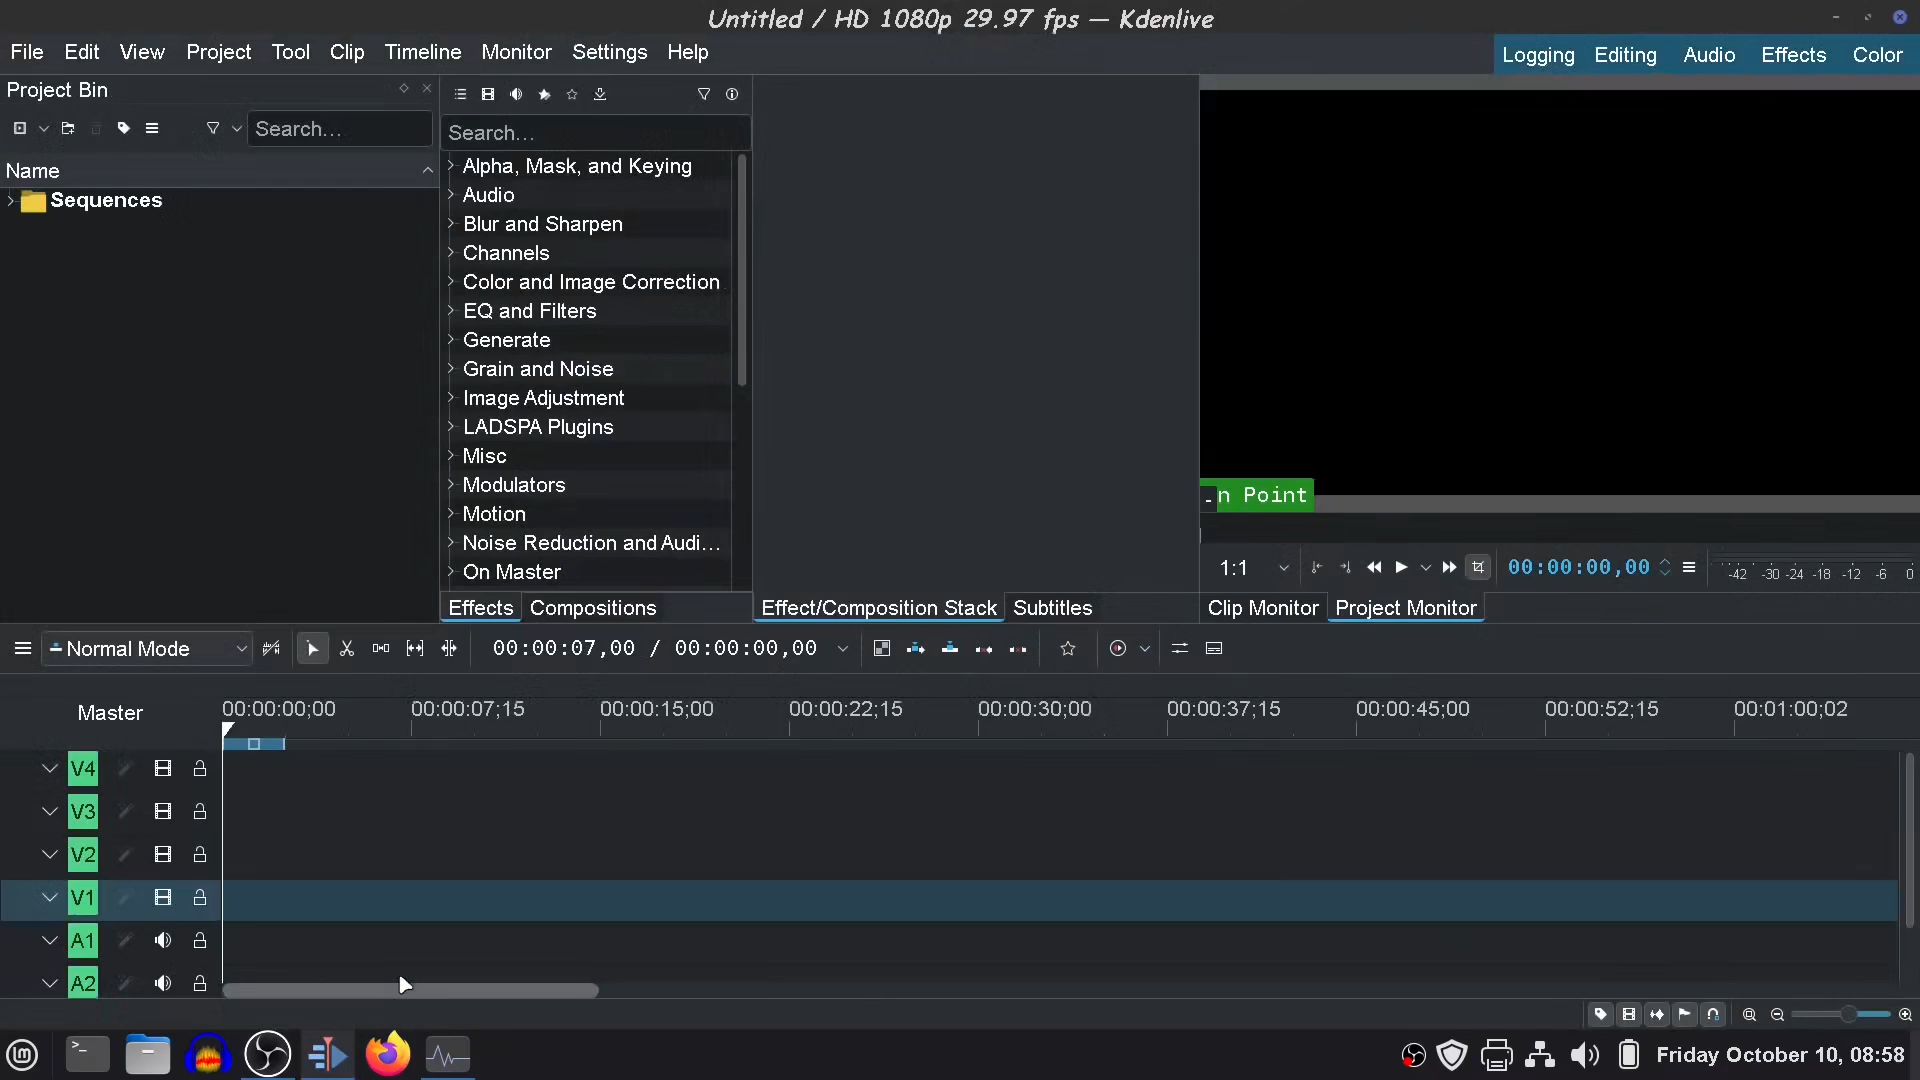 Untitled / HD 1080p 29.97 fps — Kdenlive
File Edit View Project Tool Clip Timeline Monitor Settings Help
Logging Editing Audio Effects Color
Project Bin
Search...
Name
Sequences
Search...
Alpha, Mask, and Keying
Audio
Blur and Sharpen
Channels
Color and Image Correction
EQ and Filters
Generate
Grain and Noise
Image Adjustment
LADSPA Plugins
Misc
Modulators
Motion
Noise Reduction and Audi...
On Master
Effects Compositions
Effect/Composition Stack Subtitles
n Point
1:1
00:00:00,00
-42 -30 -24 -18 -12 -6 0
Clip Monitor Project Monitor
Normal Mode
00:00:07,00 / 00:00:00,00
Master
00:00:00;00 00:00:07;15 00:00:15;00 00:00:22;15 00:00:30;00 00:00:37;15 00:00:45;00 00:00:52;15 00:01:00;02
V4
V3
V2
V1
A1
A2
Friday October 10, 08:58